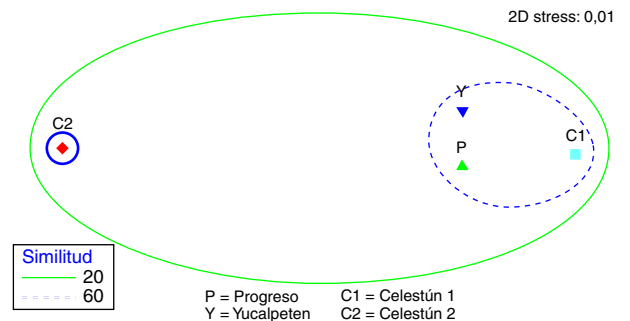 2D stress: 0,01
Y
C2
P
C1
Similitud
20
60
P = Progreso C1 = Celestún 1
Y = Yucalpeten C2 = Celestún 2